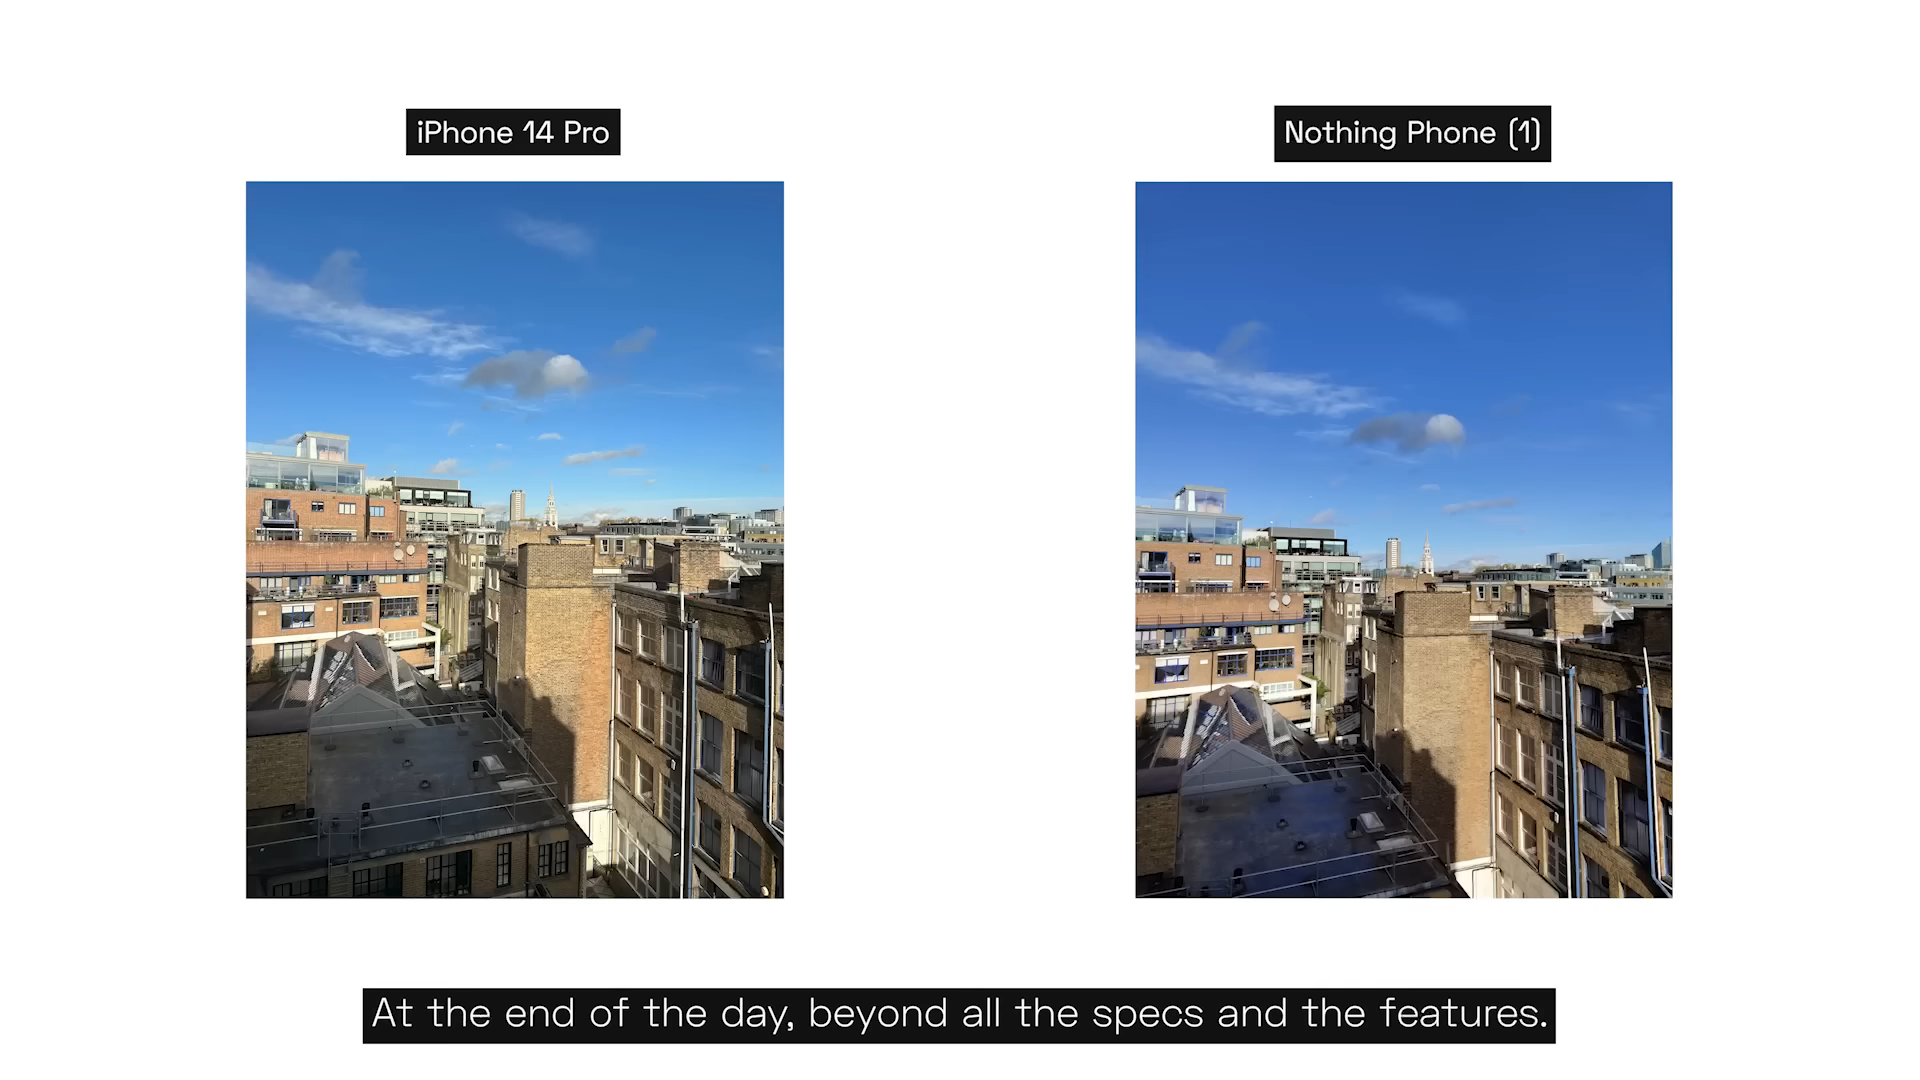 iPhone 14 Pro
Nothing Phone (1)
At the end of the day, beyond all the specs and the features.